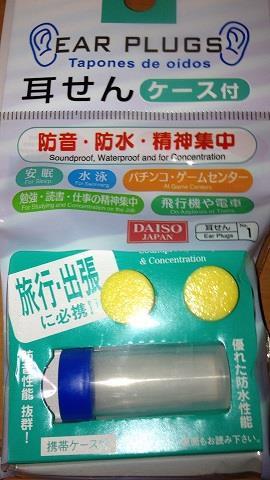 EAR PLUGS
Tapones de oidos
耳せん ケース付
防音・防水・精神集中
Soundproof, Waterproof and for Concentration
安眠
For Sleep
水泳
For Swimming
パチンコ・ゲームセンター
At Game Centers
勉強・読書・仕事の精神集中
For Studying and Concentration on the Job
飛行機や電車
On Airplanes or Trains
DAISO
JAPAN
耳せん
Ear Plugs
No.
1
& Concentration
旅行・出張
に必携!!
防音性能 抜群!
優れた防水性能
携帯ケース
もお読み下さい。